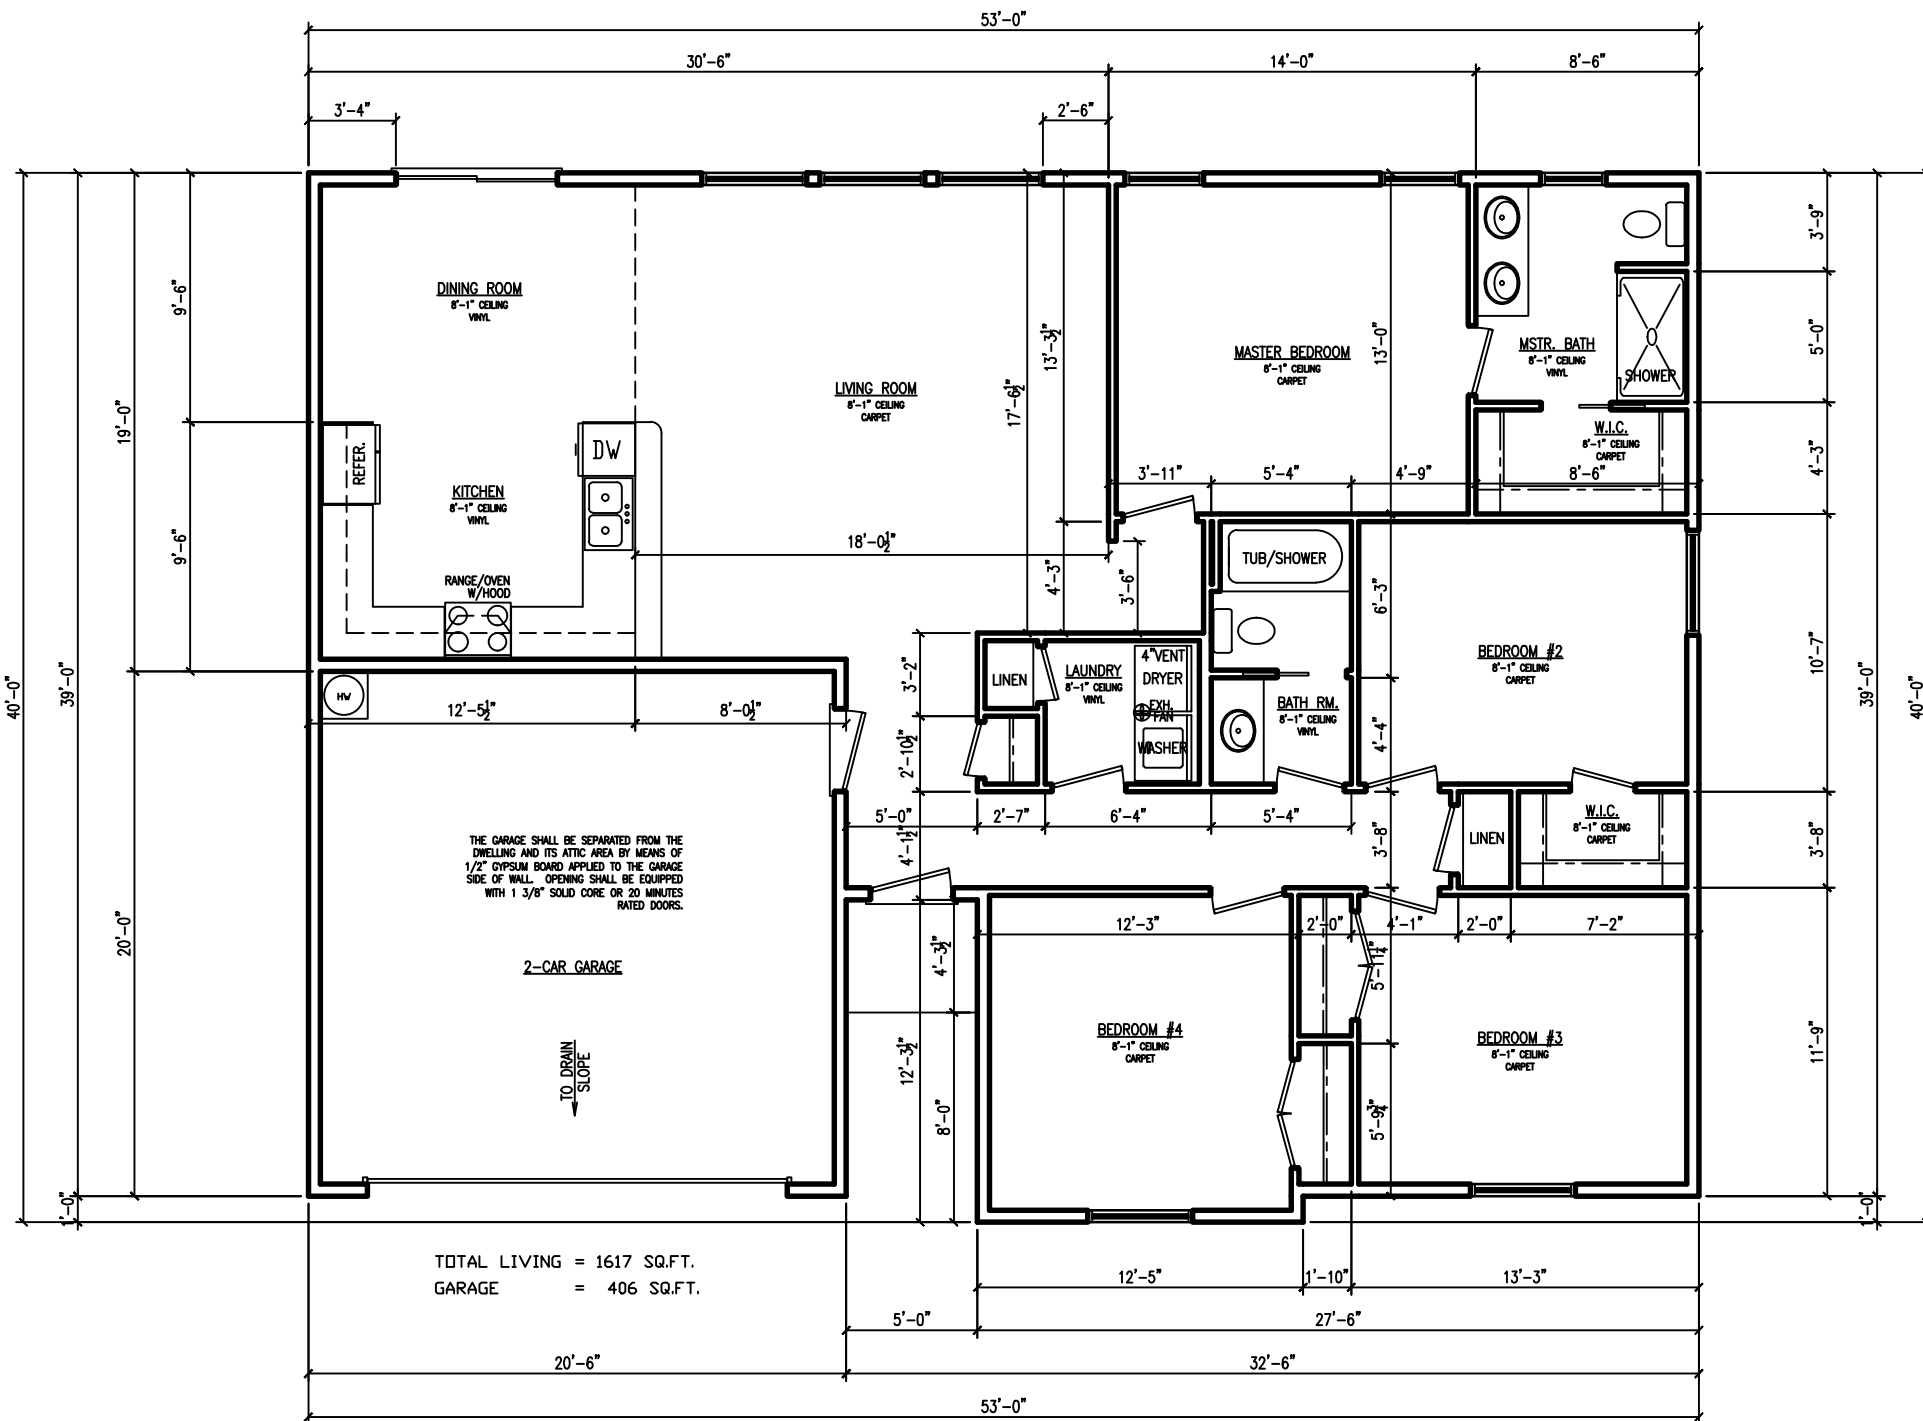 53'-0"
30'-6"
14'-0"
8'-6"
3'-4"
2'-6"
40'-0"
39'-0"
19'-0"
9'-6"
9'-6"
20'-0"
1'-0"
DINING ROOM
8'-1" CEILING
VINYL
LIVING ROOM
8'-1" CEILING
CARPET
17'-6½"
13'-3½"
4'-3"
3'-6"
18'-0½"
REFER.
DW
KITCHEN
8'-1" CEILING
VINYL
RANGE/OVEN
W/HOOD
MASTER BEDROOM
8'-1" CEILING
CARPET
13'-0"
3'-11"
5'-4"
4'-9"
8'-6"
MSTR. BATH
8'-1" CEILING
VINYL
SHOWER
W.I.C.
8'-1" CEILING
CARPET
3'-9"
5'-0"
4'-3"
10'-7"
3'-8"
11'-9"
39'-0"
40'-0"
1'-0"
TUB/SHOWER
6'-3"
4'-4"
3'-8"
BEDROOM #2
8'-1" CEILING
CARPET
BATH RM.
8'-1" CEILING
VINYL
LINEN
LAUNDRY
8'-1" CEILING
VINYL
4"VENT
DRYER
EXH.
FAN
WASHER
3'-2"
2'-10½"
4'-1½"
HW
12'-5½"
8'-0½"
5'-0"
2'-7"
6'-4"
5'-4"
LINEN
W.I.C.
8'-1" CEILING
CARPET
THE GARAGE SHALL BE SEPARATED FROM THE
DWELLING AND ITS ATTIC AREA BY MEANS OF
1/2" GYPSUM BOARD APPLIED TO THE GARAGE
SIDE OF WALL. OPENING SHALL BE EQUIPPED
WITH 1 3/8" SOLID CORE OR 20 MINUTES
RATED DOORS.
2-CAR GARAGE
TO DRAIN
SLOPE
12'-3"
2'-0"
4'-1"
2'-0"
7'-2"
4'-3½"
12'-3½"
8'-0"
5'-11¼"
5'-9¾"
BEDROOM #4
8'-1" CEILING
CARPET
BEDROOM #3
8'-1" CEILING
CARPET
TOTAL LIVING = 1617 SQ.FT.
GARAGE = 406 SQ.FT.
12'-5"
1'-10"
13'-3"
5'-0"
27'-6"
20'-6"
32'-6"
53'-0"